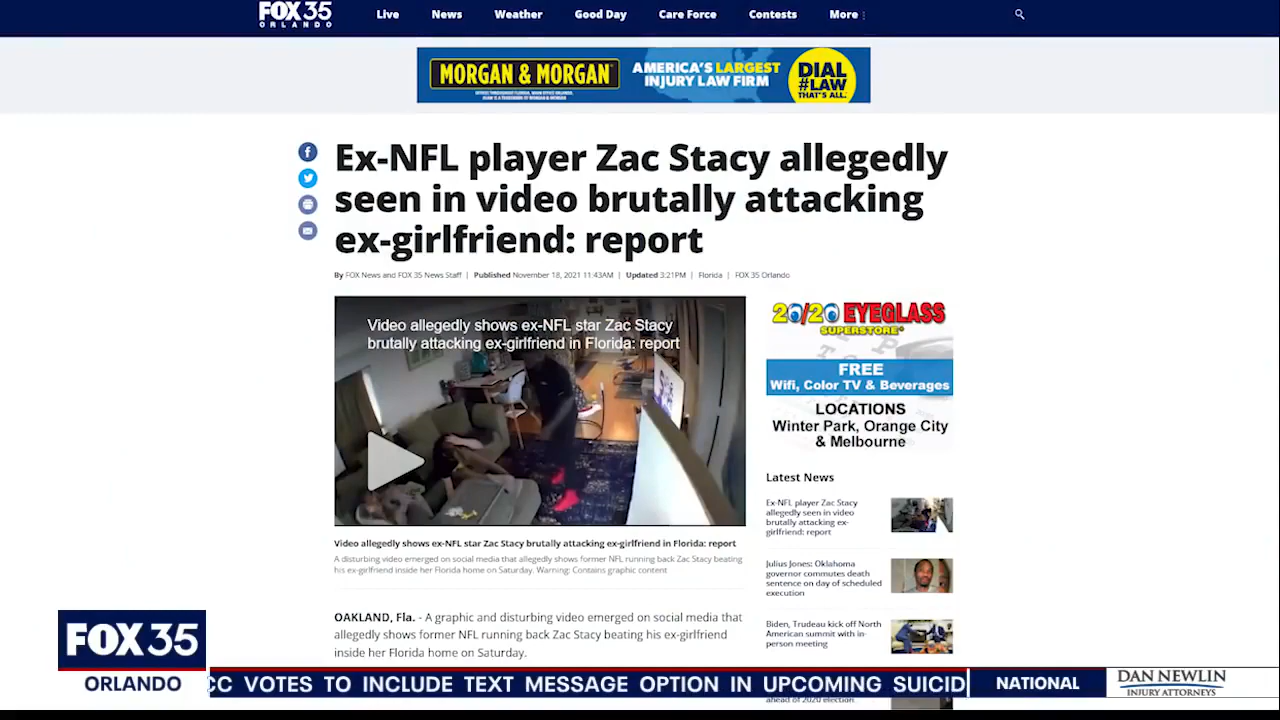 FOX 35
ORLANDO
Live News Weather Good Day Care Force Contests More
MORGAN & MORGAN
AMERICA'S LARGEST
INJURY LAW FIRM
DIAL
#LAW
THAT'S ALL.
Ex-NFL player Zac Stacy allegedly
seen in video brutally attacking
ex-girlfriend: report
By FOX News and FOX 35 News Staff | Published November 18, 2021 11:43AM | Updated 3:21PM | Florida | FOX 35 Orlando
Video allegedly shows ex-NFL star Zac Stacy
brutally attacking ex-girlfriend in Florida: report
Video allegedly shows ex-NFL star Zac Stacy brutally attacking ex-girlfriend in Florida: report
A disturbing video emerged on social media that allegedly shows former NFL running back Zac Stacy beating
his ex-girlfriend inside her Florida home on Saturday. Warning: Contains graphic content
OAKLAND, Fla. - A graphic and disturbing video emerged on social media that
allegedly shows former NFL running back Zac Stacy beating his ex-girlfriend
inside her Florida home on Saturday.
20/20 EYEGLASS
SUPERSTORE
FREE
Wifi, Color TV & Beverages
LOCATIONS
Winter Park, Orange City
& Melbourne
Latest News
Ex-NFL player Zac Stacy
allegedly seen in video
brutally attacking ex-
girlfriend: report
Julius Jones: Oklahoma
governor commutes death
sentence on day of scheduled
execution
Biden, Trudeau kick off North
American summit with in-
person meeting
ahead of 2020 election
FOX 35
ORLANDO
CC VOTES TO INCLUDE TEXT MESSAGE OPTION IN UPCOMING SUICID
NATIONAL
DAN NEWLIN
INJURY ATTORNEYS